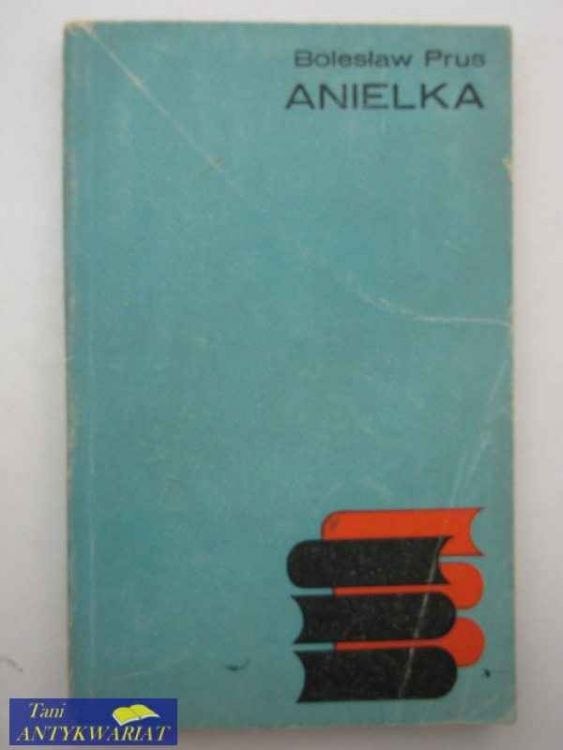 Bolesław Prus
ANIELKA
Tani
ANTYKWARIAT